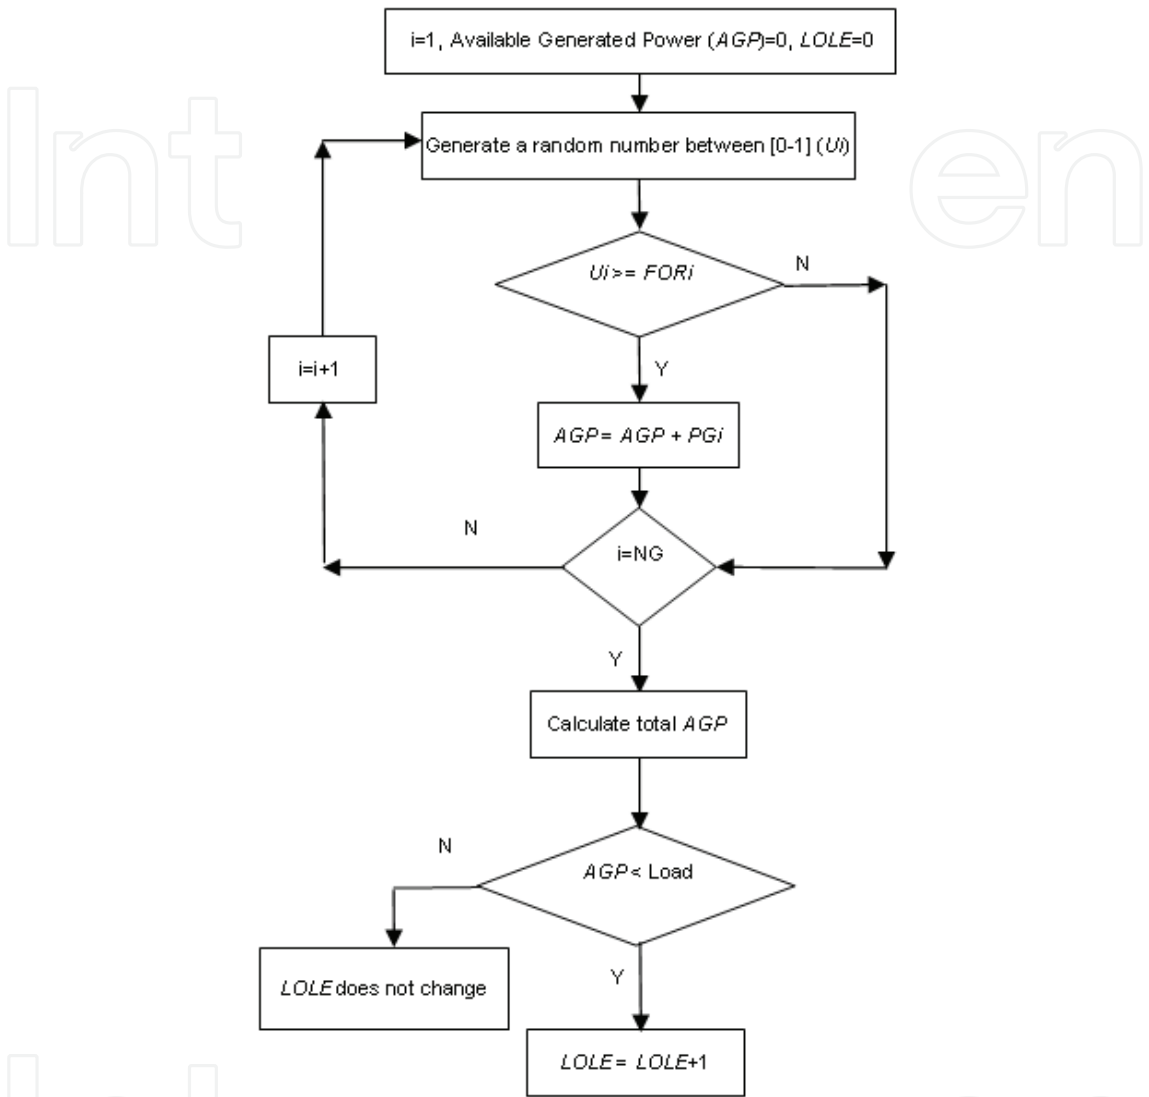 i=1, Available Generated Power (AGP)=0, LOLE=0
Generate a random number between [0-1] (Ui)
Ui>= FORi
N
Y
i=i+1
AGP= AGP + PGi
N
i=NG
Y
Calculate total AGP
N
AGP< Load
Y
LOLE does not change
LOLE= LOLE+1